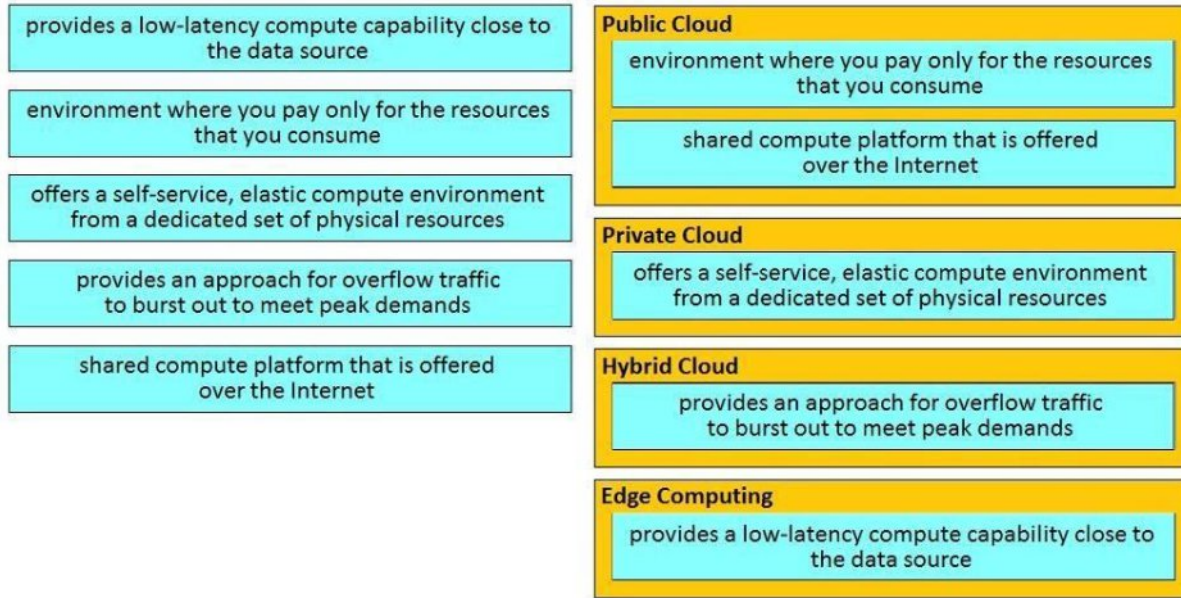 provides a low-latency compute capability close to
the data source
environment where you pay only for the resources
that you consume
offers a self-service, elastic compute environment
from a dedicated set of physical resources
provides an approach for overflow traffic
to burst out to meet peak demands
shared compute platform that is offered
over the Internet
Public Cloud
environment where you pay only for the resources
that you consume
shared compute platform that is offered
over the Internet
Private Cloud
offers a self-service, elastic compute environment
from a dedicated set of physical resources
Hybrid Cloud
provides an approach for overflow traffic
to burst out to meet peak demands
Edge Computing
provides a low-latency compute capability close to
the data source